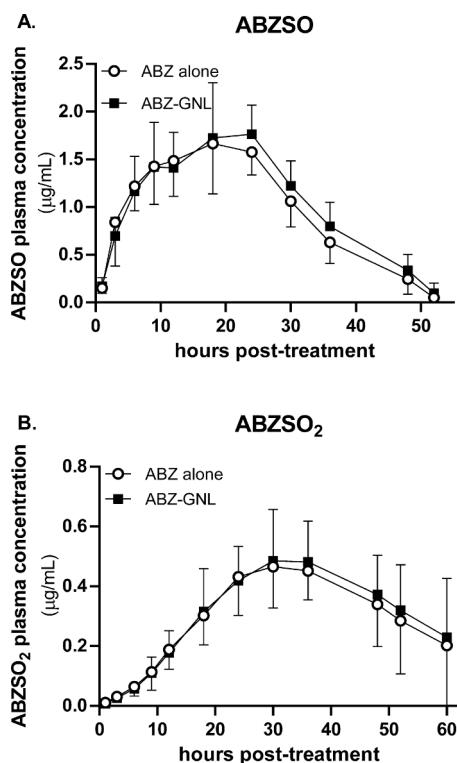 A.
ABZSO
2.5
2.0
1.5
1.0
0.5
0.0
ABZSO plasma concentration
(μg/mL)
ABZ alone
ABZ-GNL
0 10 20 30 40 50
hours post-treatment
B.
ABZSO₂
0.8
0.6
0.4
0.2
0.0
ABZSO₂ plasma concentration
(μg/mL)
ABZ alone
ABZ-GNL
0 10 20 30 40 50 60
hours post-treatment